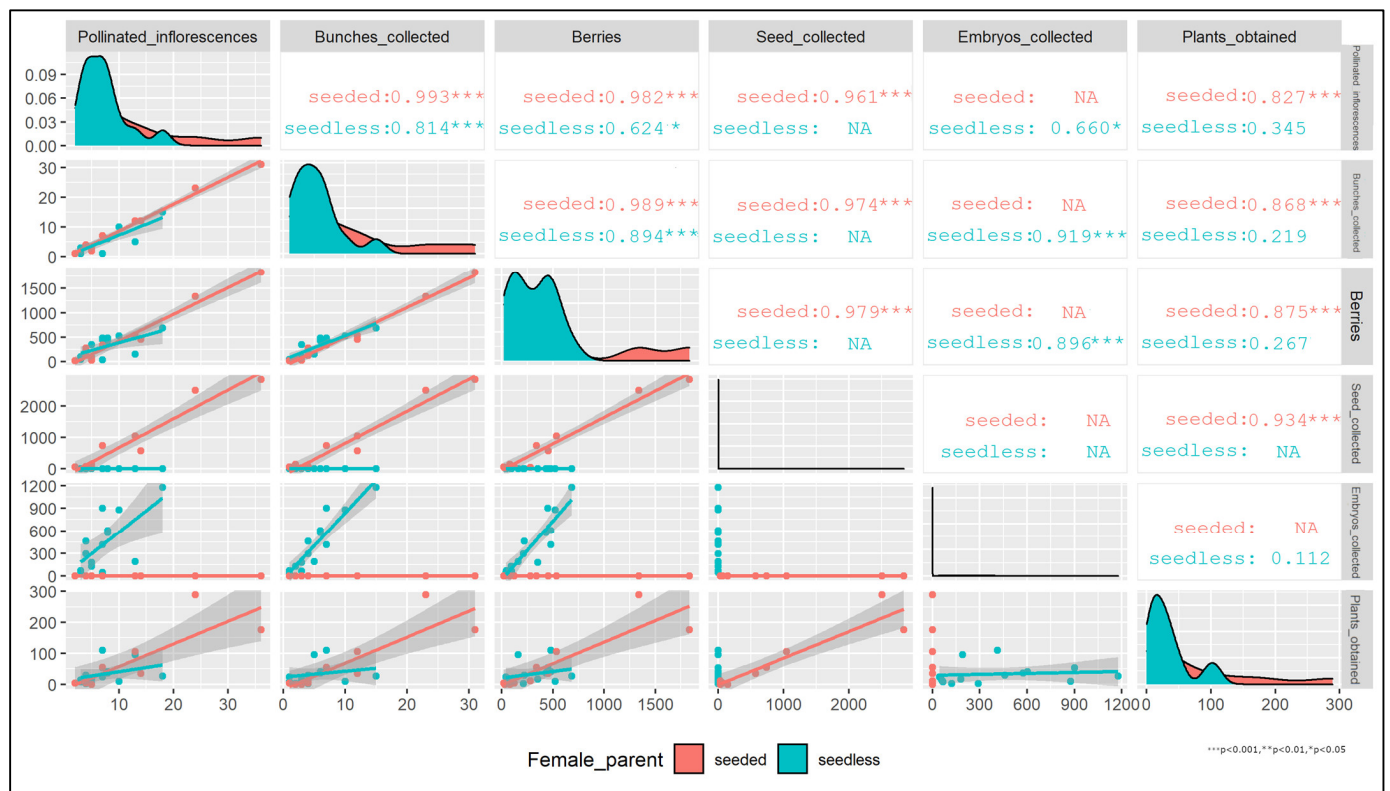 Pollinated_inflorescences Bunches_collected Berries Seed_collected Embryos_collected Plants_obtained
Pollinated_inflorescences
0.09
0.06
0.03
0.00
seeded:0.993*** seeded:0.982*** seeded:0.961*** seeded: NA seeded:0.827***
seedless:0.814*** seedless:0.624* seedless: NA seedless: 0.660* seedless:0.345
Bunches_collected
30
20
10
0
seeded:0.989*** seeded:0.974*** seeded: NA seeded:0.868***
seedless:0.894*** seedless: NA seedless:0.919*** seedless:0.219
Berries
1500
1000
500
0
seeded:0.979*** seeded: NA seeded:0.875***
seedless: NA seedless:0.896*** seedless:0.267
Seed_collected
2000
1000
0
seeded: NA seeded:0.934***
seedless: NA seedless: NA
Embryos_collected
1200
900
600
300
0
seeded: NA
seedless: 0.112
Plants_obtained
300
200
100
0
10 20 30 0 10 20 30 0 500 1000 1500 0 1000 2000 0 300 600 900 1200 0 100 200 300
Female_parent seeded seedless
***p<0.001,**p<0.01,*p<0.05